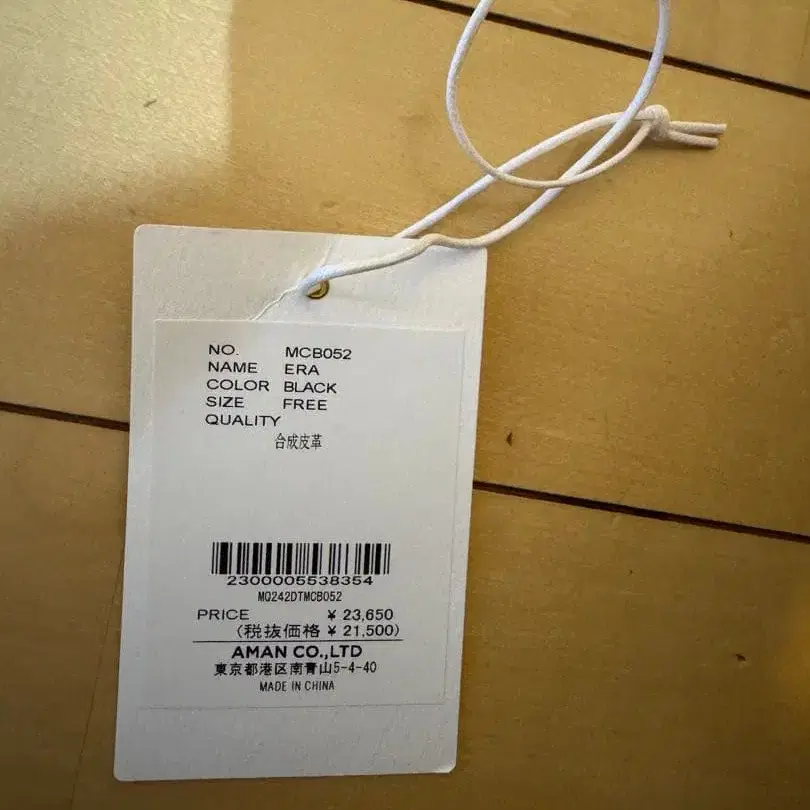 NO. MCB052
NAME ERA
COLOR BLACK
SIZE FREE
QUALITY
合成皮革
2300005538354
MQ242DTMCB052
PRICE ¥ 23,650
(税抜価格 ¥ 21,500)
AMAN CO.,LTD
東京都港区南青山5-4-40
MADE IN CHINA